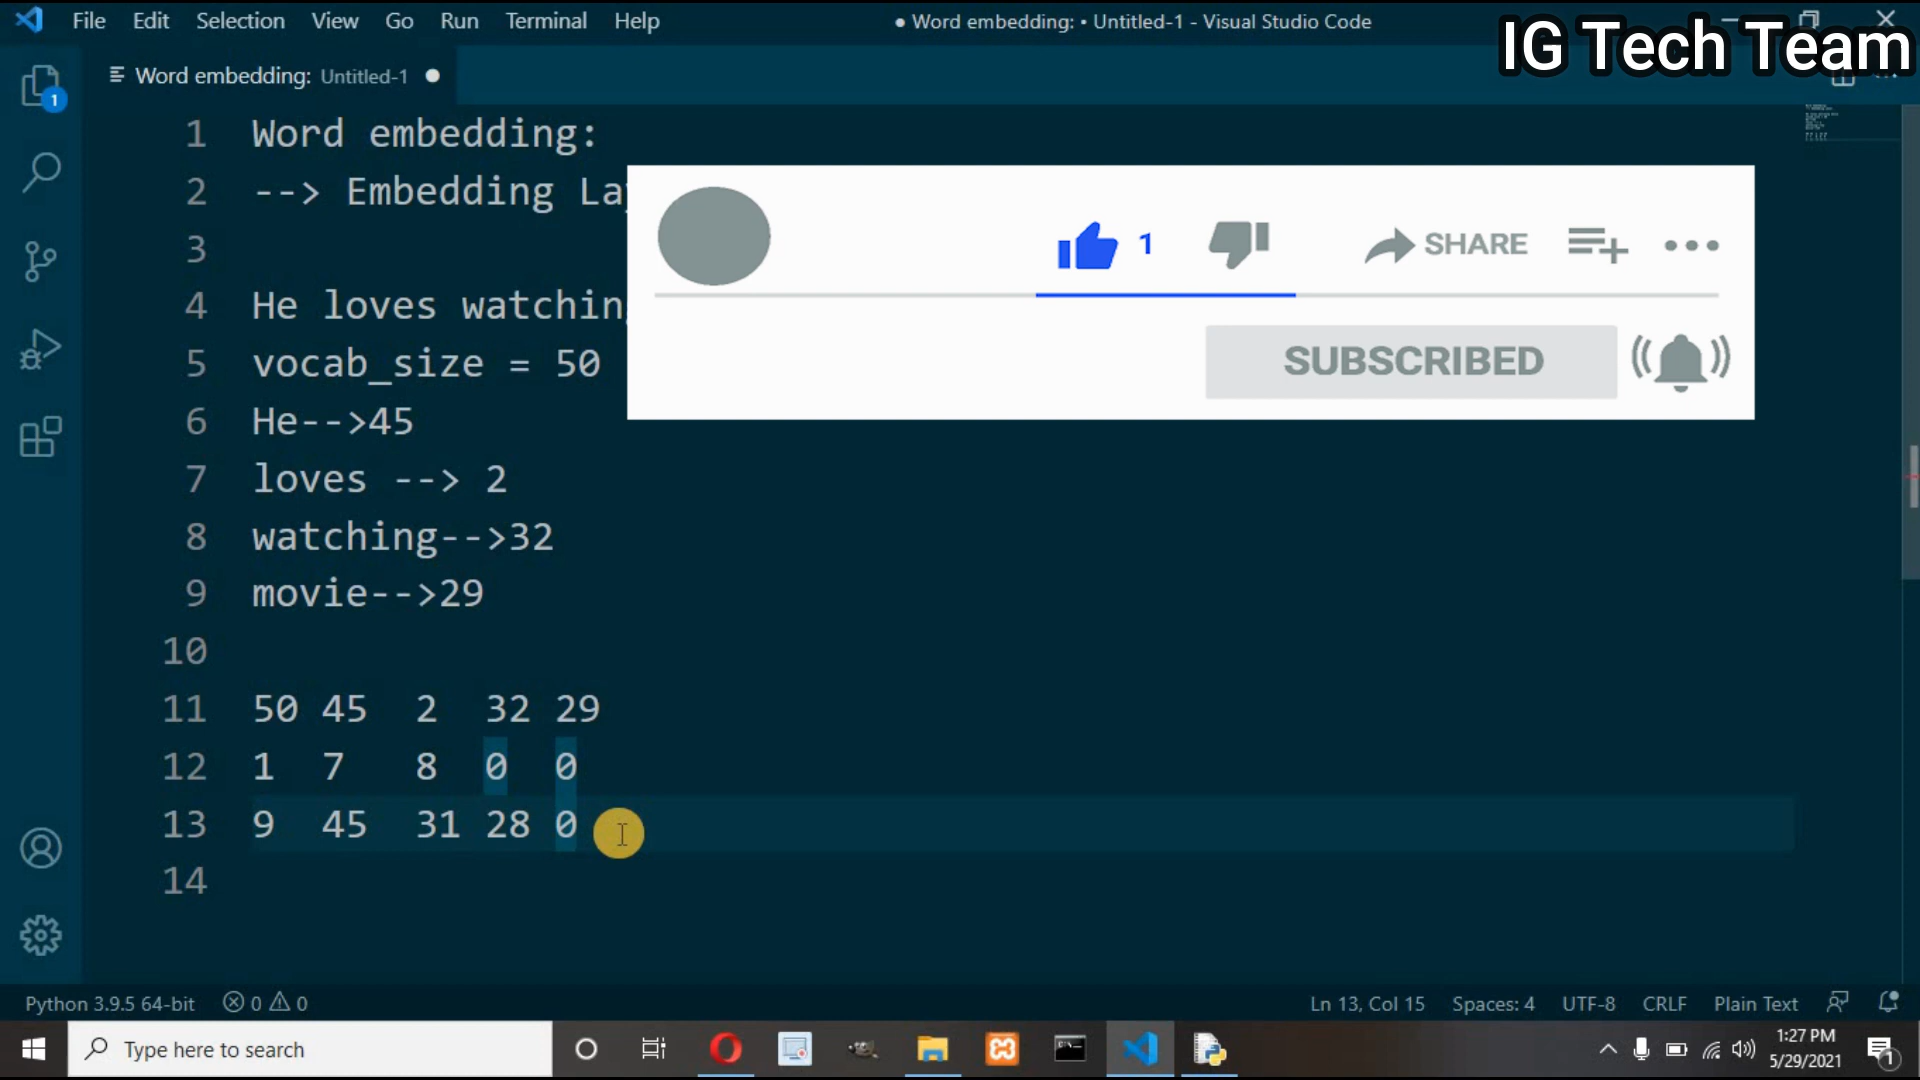 File Edit Selection View Go Run Terminal Help
● Word embedding: • Untitled-1 - Visual Studio Code
IG Tech Team
Word embedding: Untitled-1 ●
1
1 Word embedding:
2 --> Embedding
3
4 He loves
5 vocab_size = 50
6 He-->45
7 loves --> 2
8 watching-->32
9 movie-->29
10
11 50 45 2 32 29
12 1 7 8 0 0
13 9 45 31 28 0
14
1 SHARE
SUBSCRIBED
Python 3.9.5 64-bit 0 0
Ln 13, Col 15 Spaces: 4 UTF-8 CRLF Plain Text
Type here to search
1:27 PM
5/29/2021
1